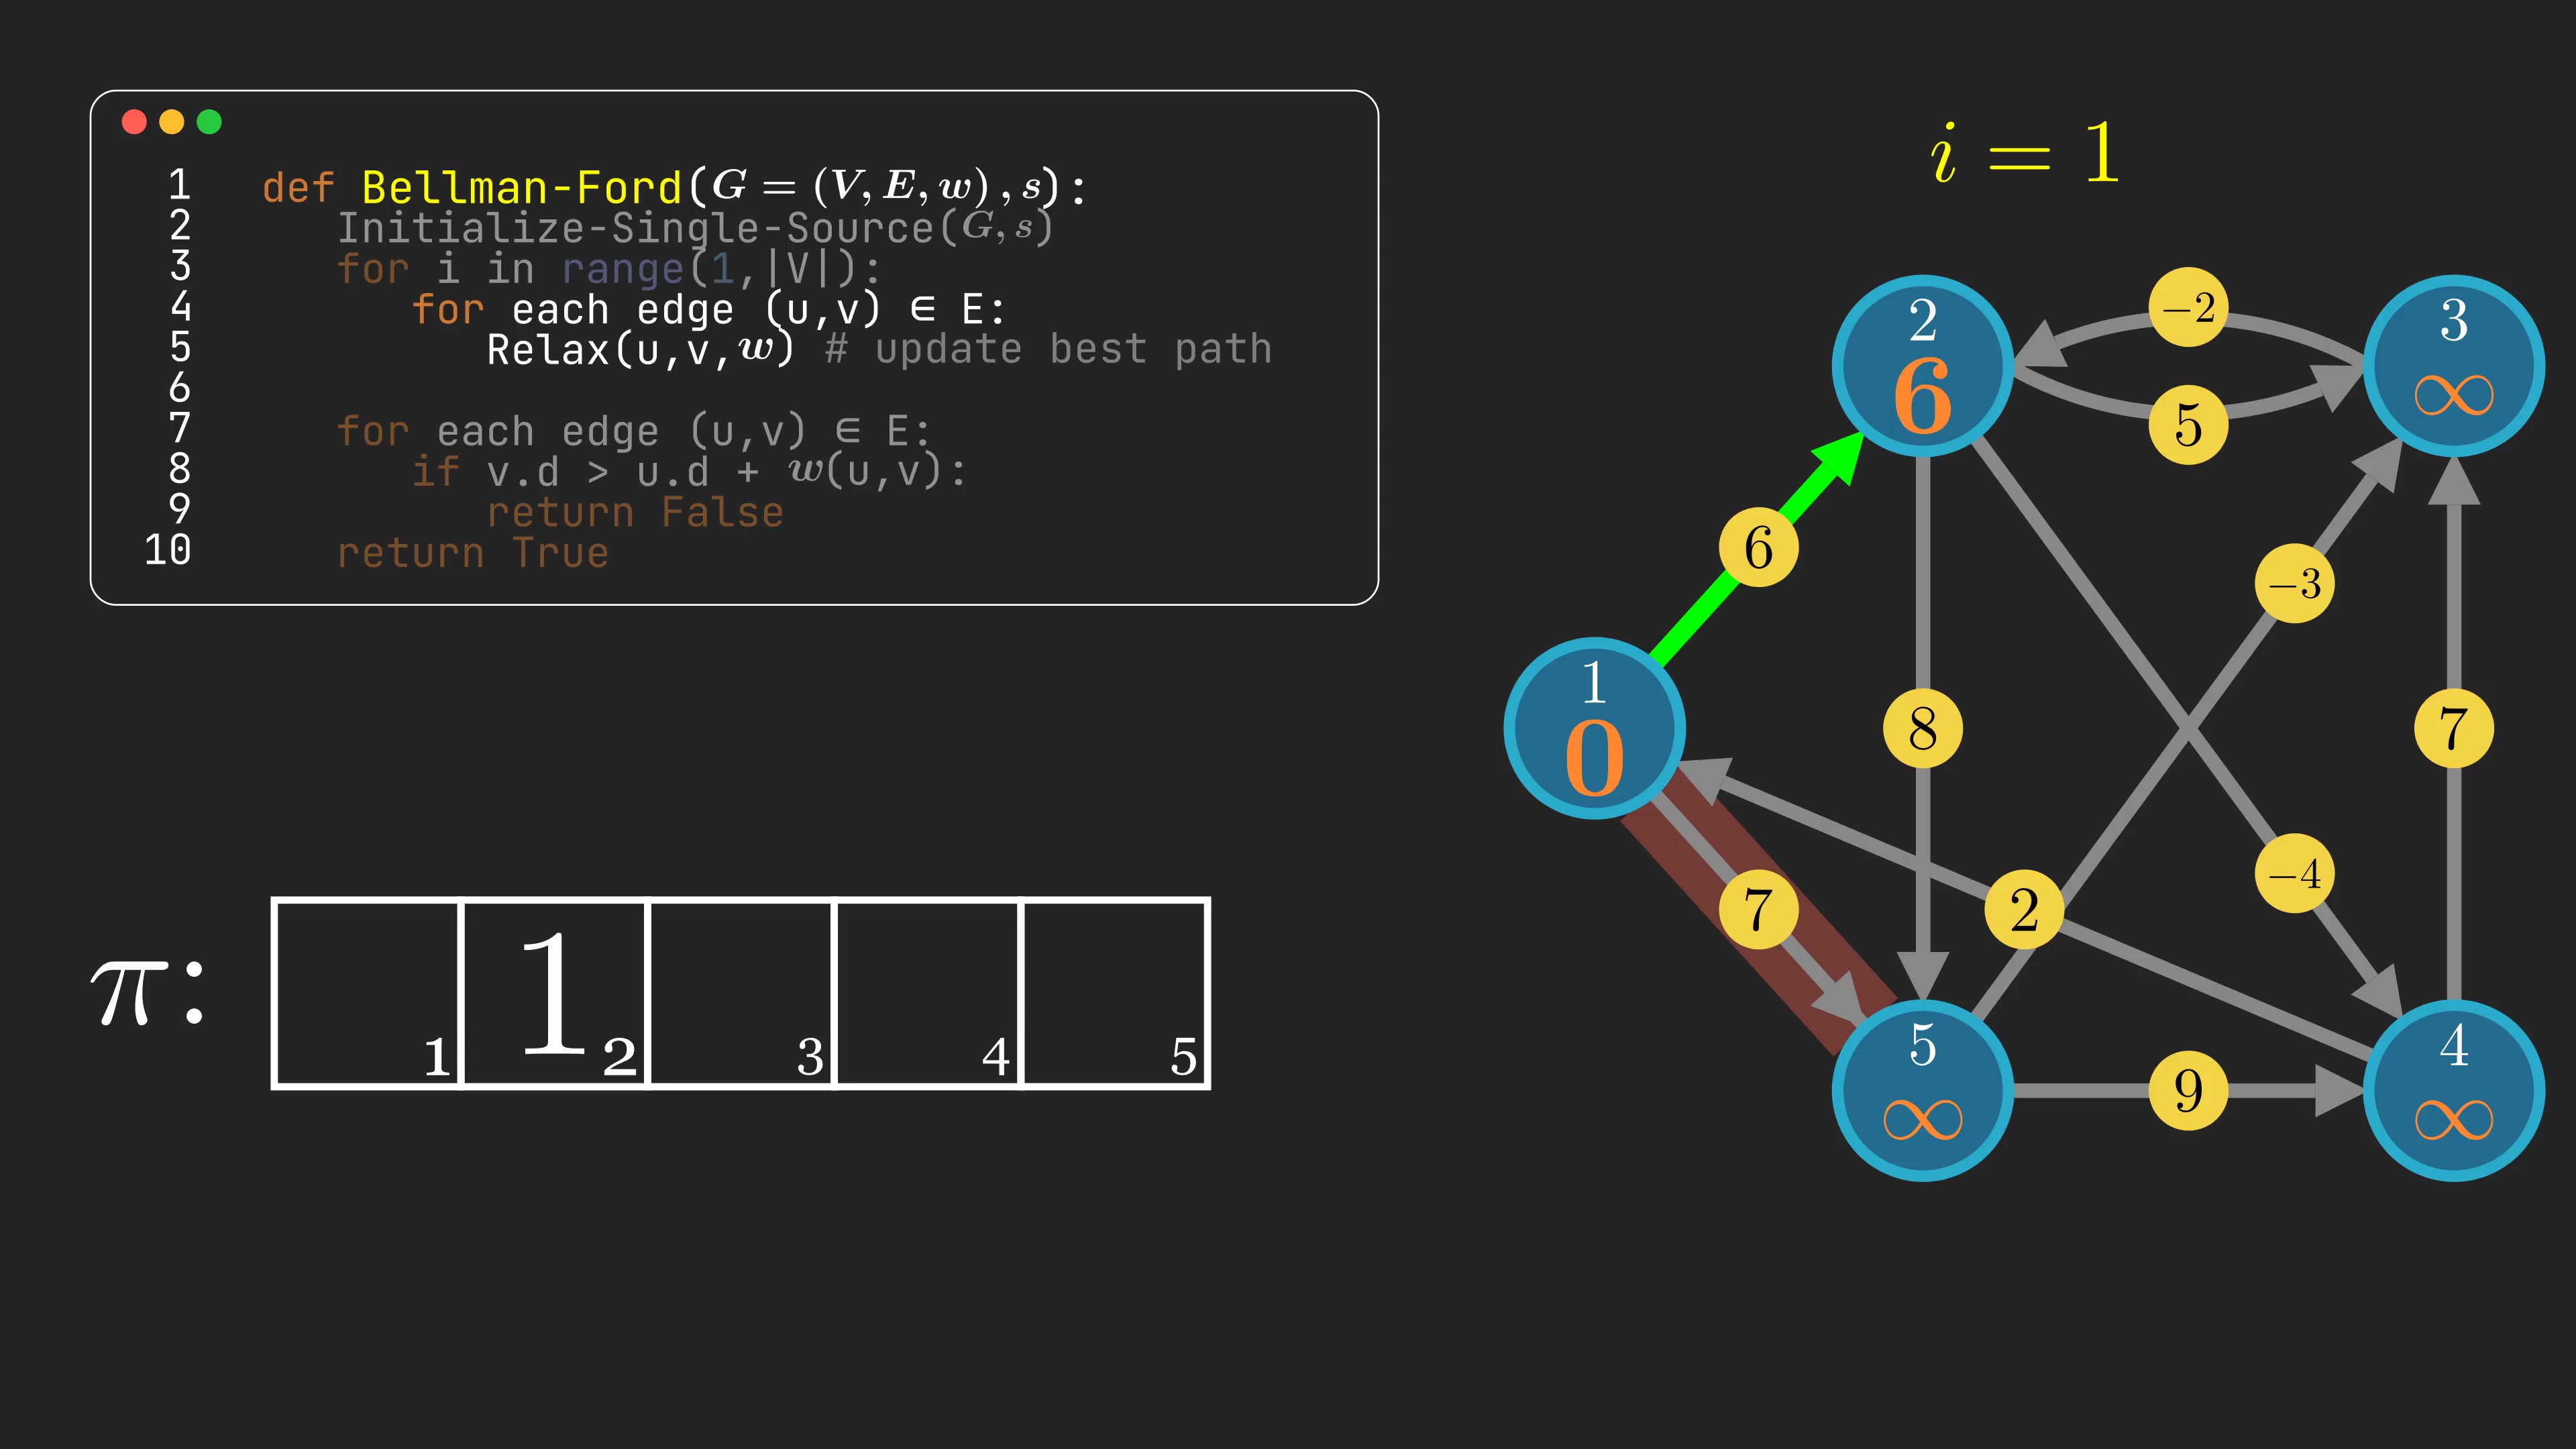 1 def Bellman-Ford(G = (V, E, w), s):
2 Initialize-Single-Source(G, s)
3 for i in range(1,|V|):
4 for each edge (u,v) ∈ E:
5 Relax(u,v,w) # update best path
6
7 for each edge (u,v) ∈ E:
8 if v.d > u.d + w(u,v):
9 return False
10 return True
i = 1
2
6
3
∞
−2
5
6
−3
1
0
8
7
7
2
−4
5
∞
9
4
∞
π:
1
1 2 3 4 5